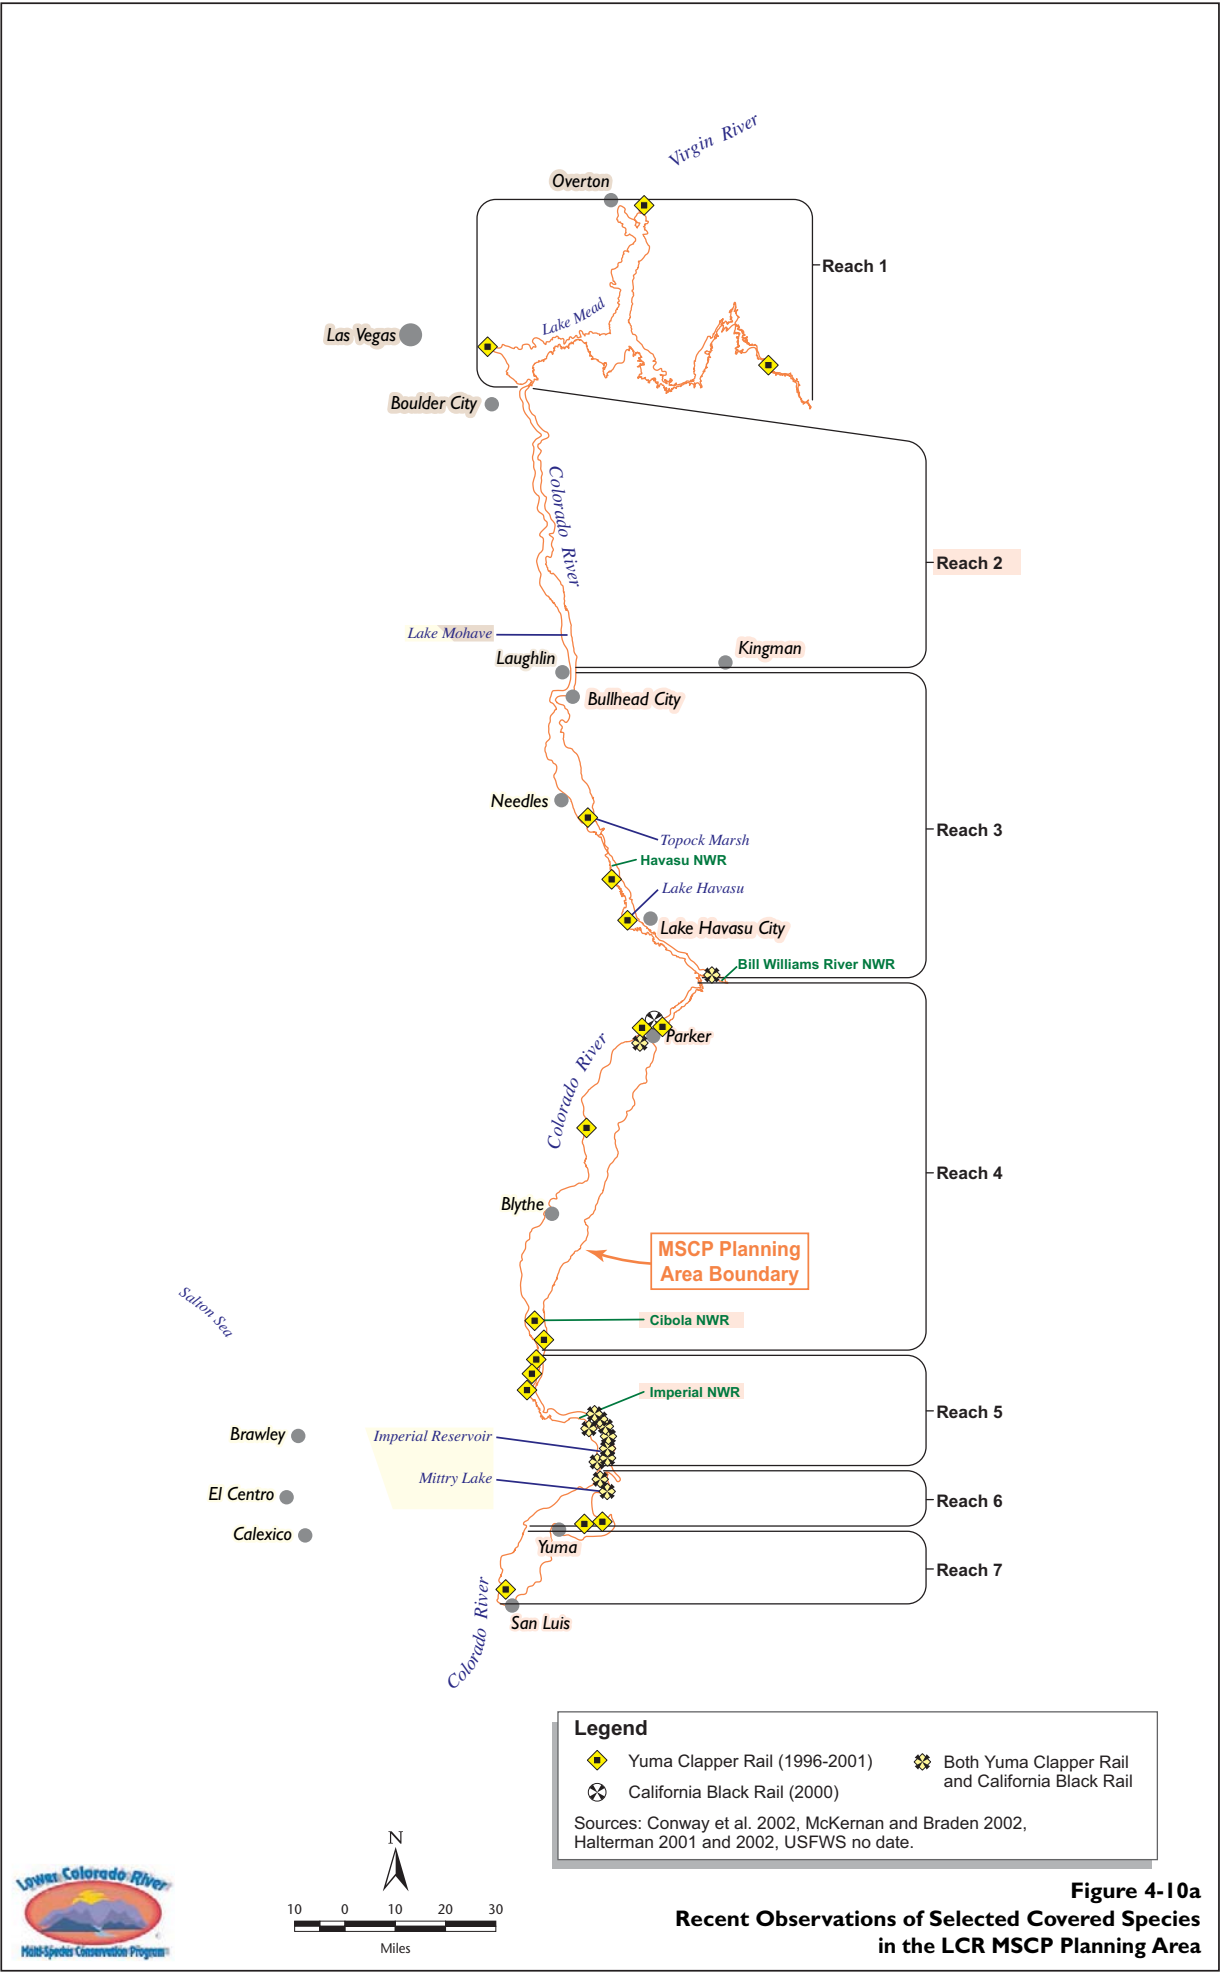 Virgin River
Overton
Reach 1
Lake Mead
Las Vegas
Boulder City
Colorado River
Reach 2
Lake Mohave
Kingman
Laughlin
Bullhead City
Needles
Reach 3
Topock Marsh
Havasu NWR
Lake Havasu
Lake Havasu City
Bill Williams River NWR
Parker
Colorado River
Reach 4
Blythe
MSCP Planning
Area Boundary
Salton Sea
Cibola NWR
Imperial NWR
Reach 5
Brawley
Imperial Reservoir
Mittry Lake
El Centro
Reach 6
Calexico
Yuma
Reach 7
Colorado River
San Luis
Legend
Yuma Clapper Rail (1996-2001)
California Black Rail (2000)
Both Yuma Clapper Rail
and California Black Rail
Sources: Conway et al. 2002, McKernan and Braden 2002,
Halterman 2001 and 2002, USFWS no date.
N
10 0 10 20 30
Miles
Lower Colorado River
Multi-Species Conservation Program
Figure 4-10a
Recent Observations of Selected Covered Species
in the LCR MSCP Planning Area